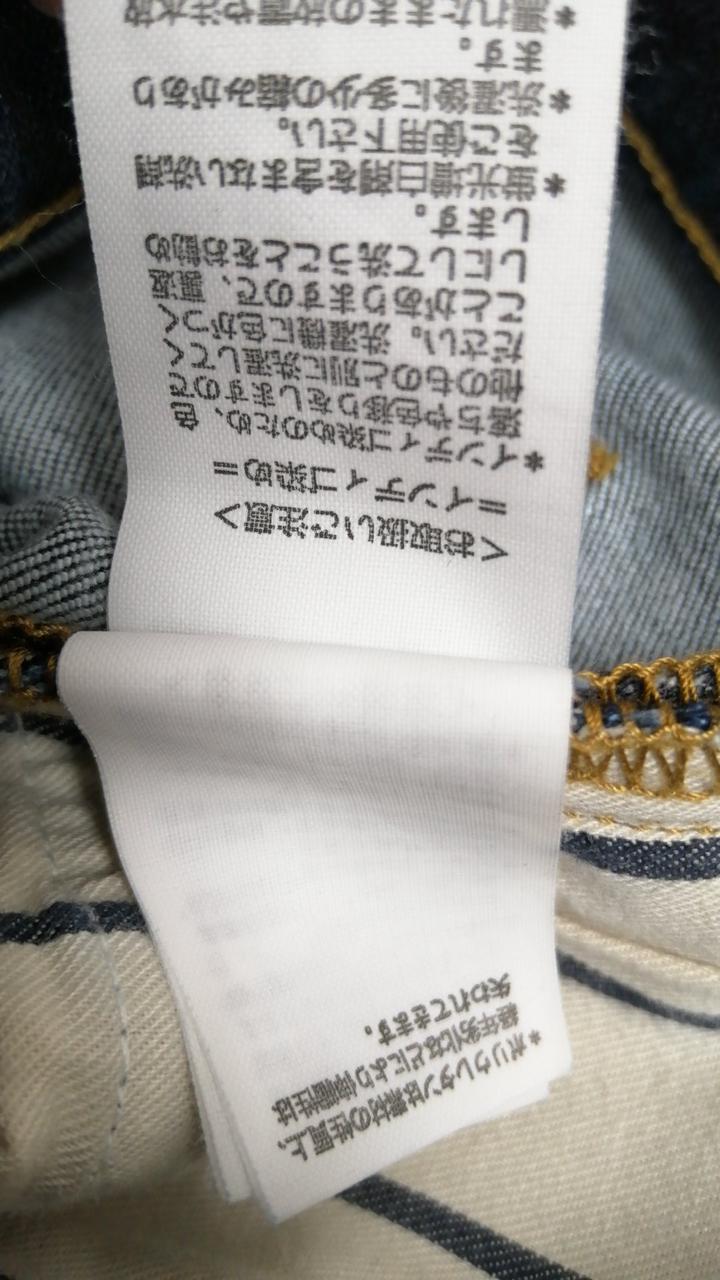 <お取扱いご注意>
=インディゴ染め=
*インディゴ染めのため、色
落ちや色移りをしますので
他のものと別に洗濯してく
ださい。洗濯機に色がつく
ことがありますので、裏返
しにして洗うことをお勧め
します。
*蛍光増白剤を含まない洗剤
をご使用下さい。
*洗濯後に多少の縮みがあり
ます。
*濡れたままの放置や注水放
*ポリウレタンは素材の性質上、
経年劣化などにより伸縮性は
失われてきます。